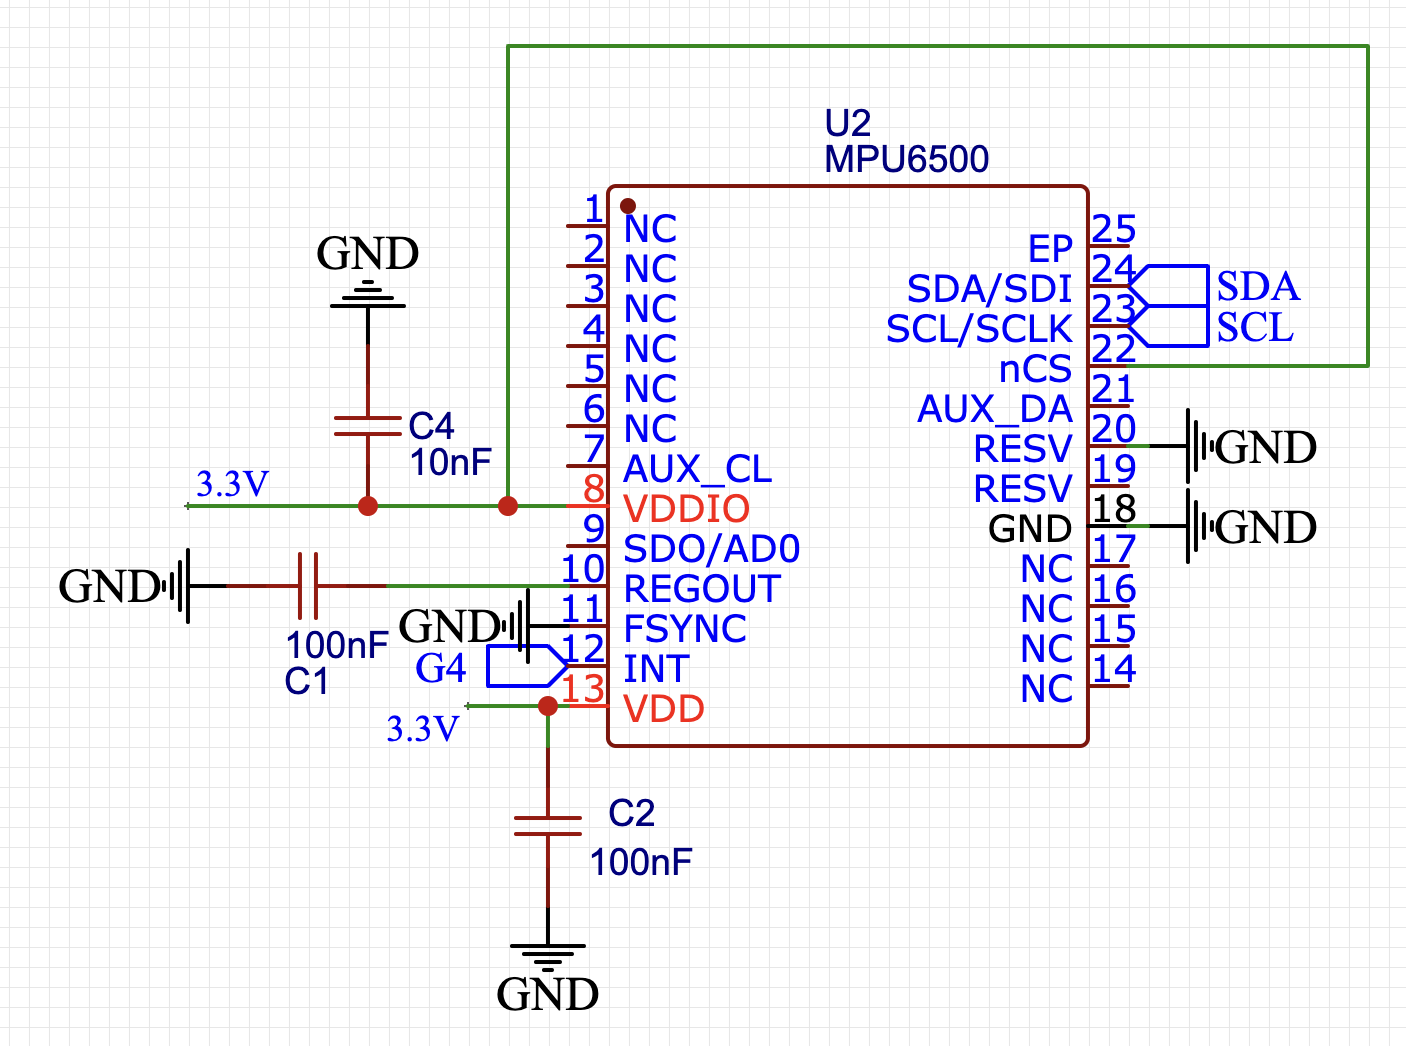 U2
MPU6500
GND
C4
10nF
3.3V
GND
100nF
C1
GND
G4
3.3V
C2
100nF
GND
1 NC
2 NC
3 NC
4 NC
5 NC
6 NC
7 AUX_CL
8 VDDIO
9 SDO/AD0
10 REGOUT
11 FSYNC
12 INT
13 VDD
EP 25
SDA/SDI 24 SDA
SCL/SCLK 23 SCL
nCS 22
AUX_DA 21
RESV 20 GND
RESV 19
GND 18 GND
NC 17
NC 16
NC 15
NC 14